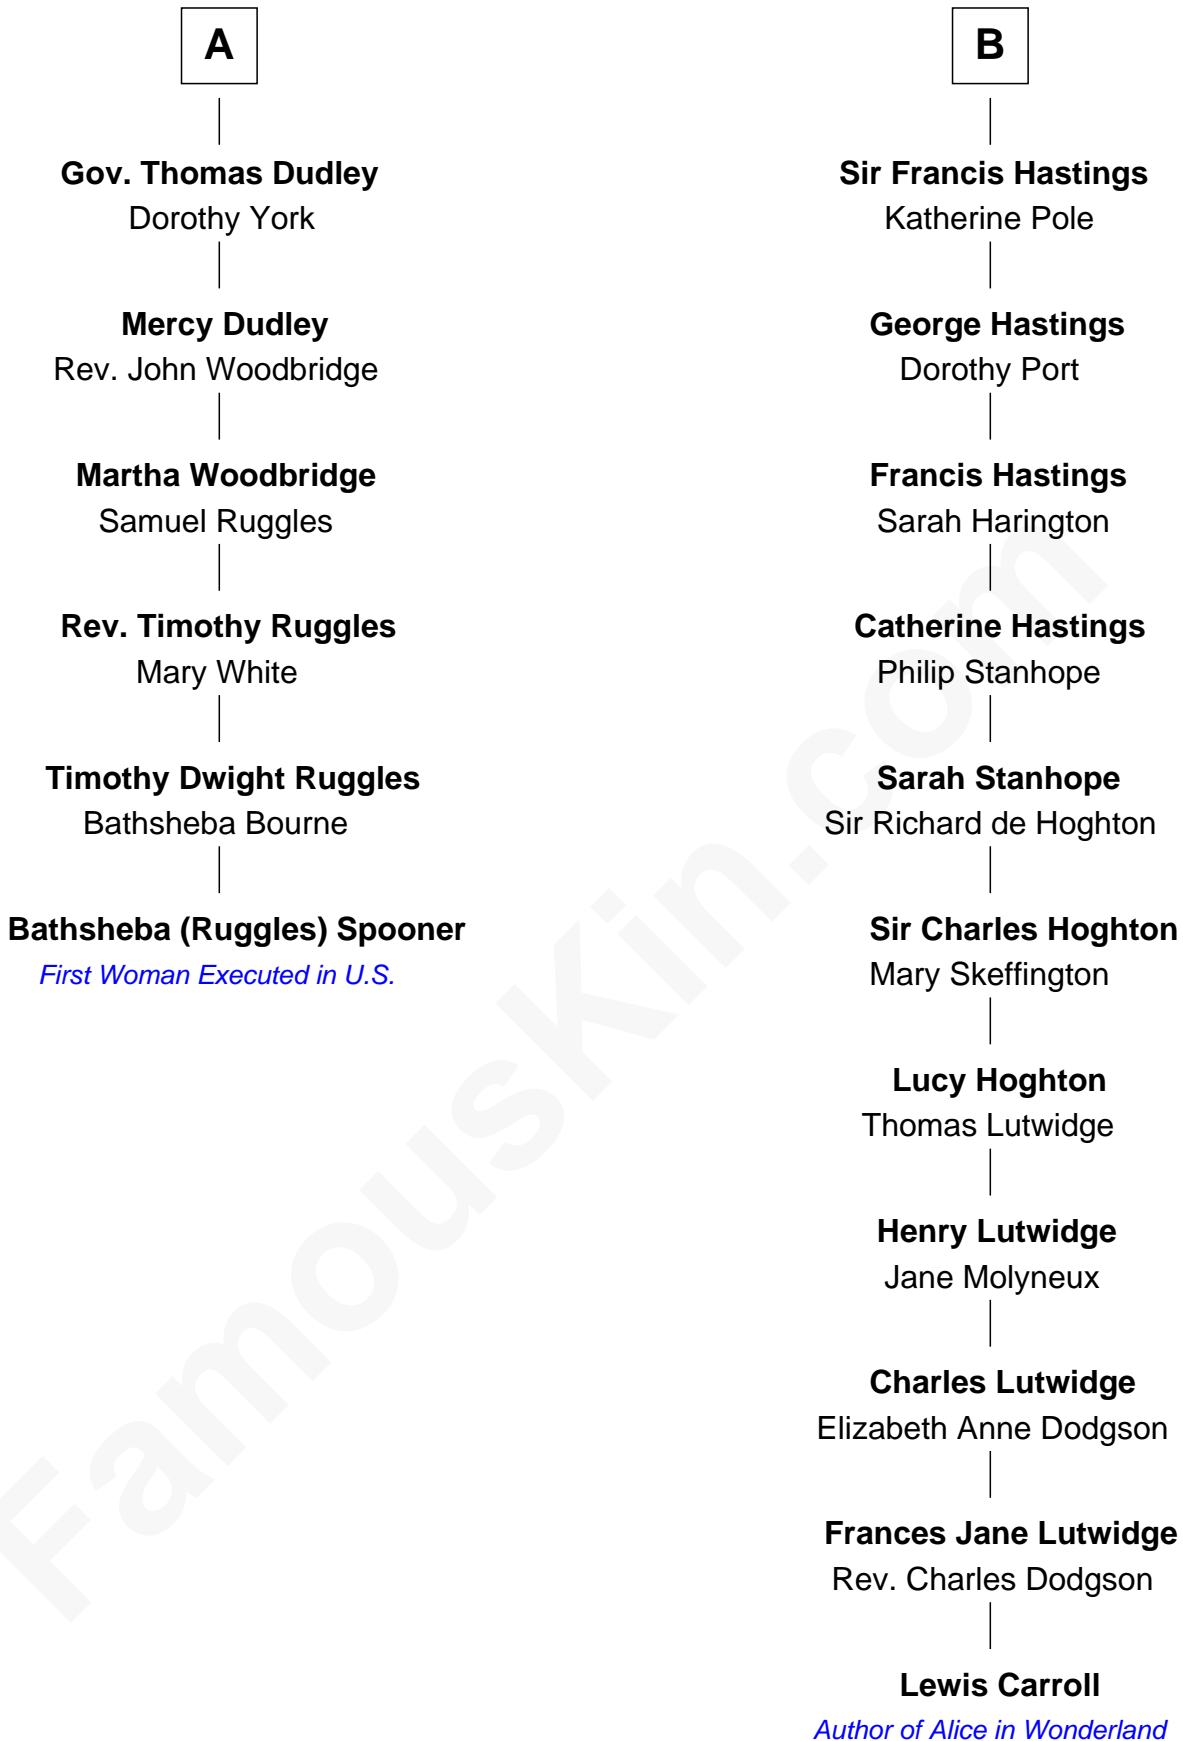 A
Gov. Thomas Dudley
Dorothy York
Mercy Dudley
Rev. John Woodbridge
Martha Woodbridge
Samuel Ruggles
Rev. Timothy Ruggles
Mary White
Timothy Dwight Ruggles
Bathsheba Bourne
Bathsheba (Ruggles) Spooner
First Woman Executed in U.S.
B
Sir Francis Hastings
Katherine Pole
George Hastings
Dorothy Port
Francis Hastings
Sarah Harington
Catherine Hastings
Philip Stanhope
Sarah Stanhope
Sir Richard de Hoghton
Sir Charles Hoghton
Mary Skeffington
Lucy Hoghton
Thomas Lutwidge
Henry Lutwidge
Jane Molyneux
Charles Lutwidge
Elizabeth Anne Dodgson
Frances Jane Lutwidge
Rev. Charles Dodgson
Lewis Carroll
Author of Alice in Wonderland
FamousKin.com